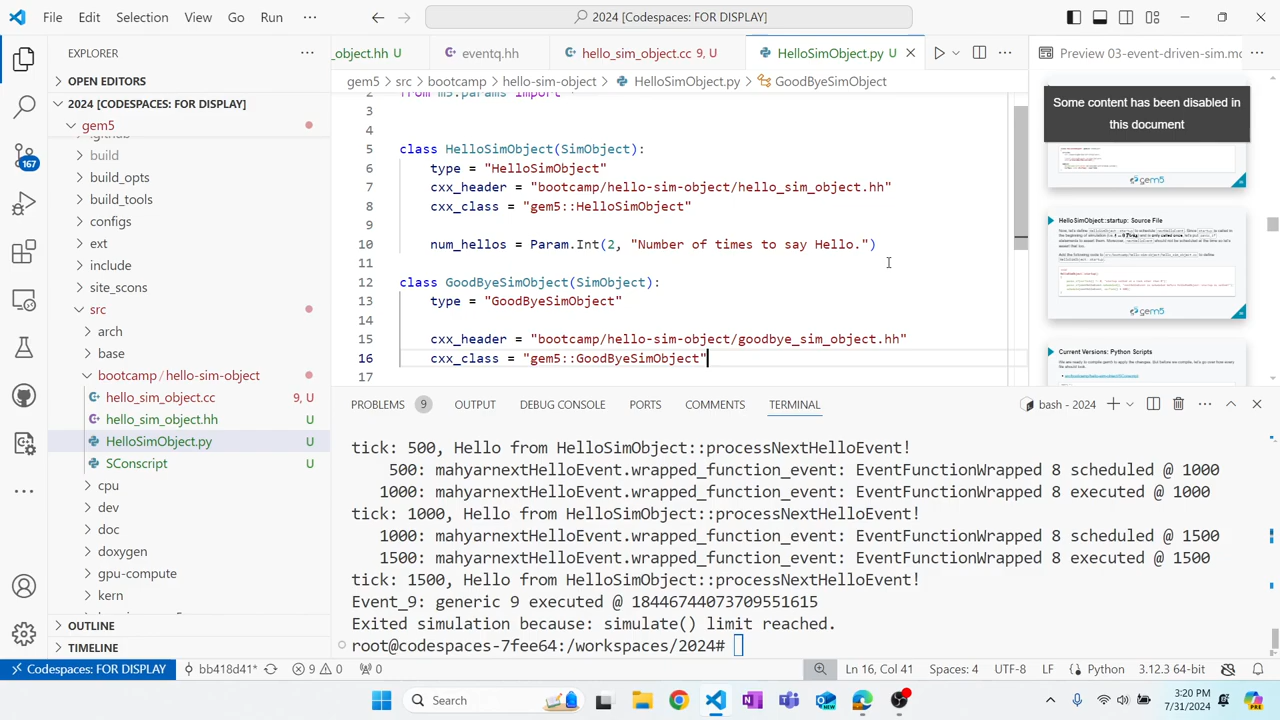 File Edit Selection View Go Run ··· 2024 [Codespaces: FOR DISPLAY]
EXPLORER ···
OPEN EDITORS
2024 [CODESPACES: FOR DISPLAY]
gem5
.github
build
build_opts
build_tools
configs
ext
include
site_scons
src
arch
base
bootcamp / hello-sim-object
hello_sim_object.cc 9, U
hello_sim_object.hh U
HelloSimObject.py U
SConscript U
cpu
dev
doc
doxygen
gpu-compute
kern
OUTLINE
TIMELINE
167
_object.hh U eventq.hh hello_sim_object.cc 9, U HelloSimObject.py U
gem5 > src > bootcamp > hello-sim-object > HelloSimObject.py > GoodByeSimObject
2 from m5.params import *
3
4
5 class HelloSimObject(SimObject):
6 type = "HelloSimObject"
7 cxx_header = "bootcamp/hello-sim-object/hello_sim_object.hh"
8 cxx_class = "gem5::HelloSimObject"
num_hellos = Param.Int(2, "Number of times to say Hello.")
11
class GoodByeSimObject(SimObject):
type = "GoodByeSimObject"
14
cxx_header = "bootcamp/hello-sim-object/goodbye_sim_object.hh"
cxx_class = "gem5::GoodByeSimObject"
Preview 03-event-driven-sim.m
Some content has been disabled in
this document
gem5
HelloSimObject::startup: Source File
gem5
Current Versions: Python Scripts
PROBLEMS 9 OUTPUT DEBUG CONSOLE PORTS COMMENTS TERMINAL bash - 2024
tick: 500, Hello from HelloSimObject::processNextHelloEvent!
500: mahyarnextHelloEvent.wrapped_function_event: EventFunctionWrapped 8 scheduled @ 1000
1000: mahyarnextHelloEvent.wrapped_function_event: EventFunctionWrapped 8 executed @ 1000
tick: 1000, Hello from HelloSimObject::processNextHelloEvent!
1000: mahyarnextHelloEvent.wrapped_function_event: EventFunctionWrapped 8 scheduled @ 1500
1500: mahyarnextHelloEvent.wrapped_function_event: EventFunctionWrapped 8 executed @ 1500
tick: 1500, Hello from HelloSimObject::processNextHelloEvent!
Event_9: generic 9 executed @ 18446744073709551615
Exited simulation because: simulate() limit reached.
root@codespaces-7fee64:/workspaces/2024#
Codespaces: FOR DISPLAY bb418d41* 9 0 0 Ln 16, Col 41 Spaces: 4 UTF-8 LF Python 3.12.3 64-bit
Search
3:20 PM
7/31/2024